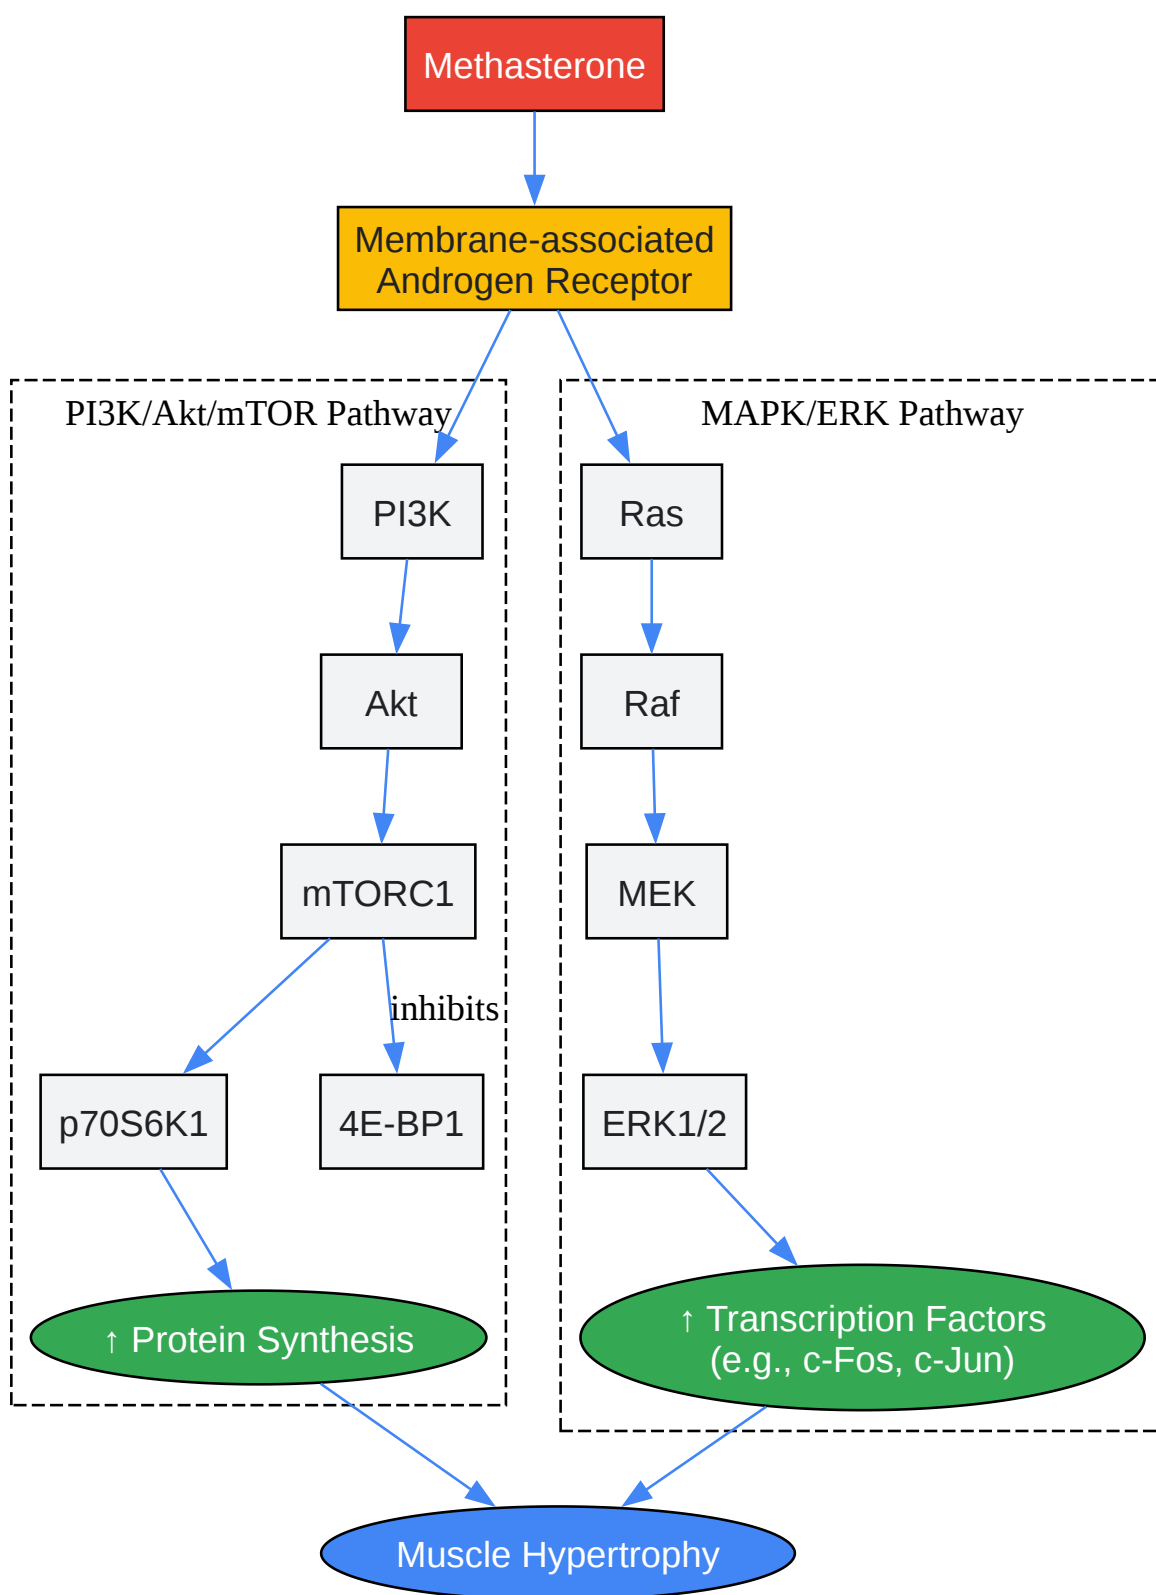 Methasterone
Membrane-associated
Androgen Receptor
PI3K/Akt/mTOR Pathway
MAPK/ERK Pathway
PI3K
Ras
Akt
Raf
mTORC1
MEK
inhibits
p70S6K1
4E-BP1
ERK1/2
↑ Protein Synthesis
↑ Transcription Factors
(e.g., c-Fos, c-Jun)
Muscle Hypertrophy